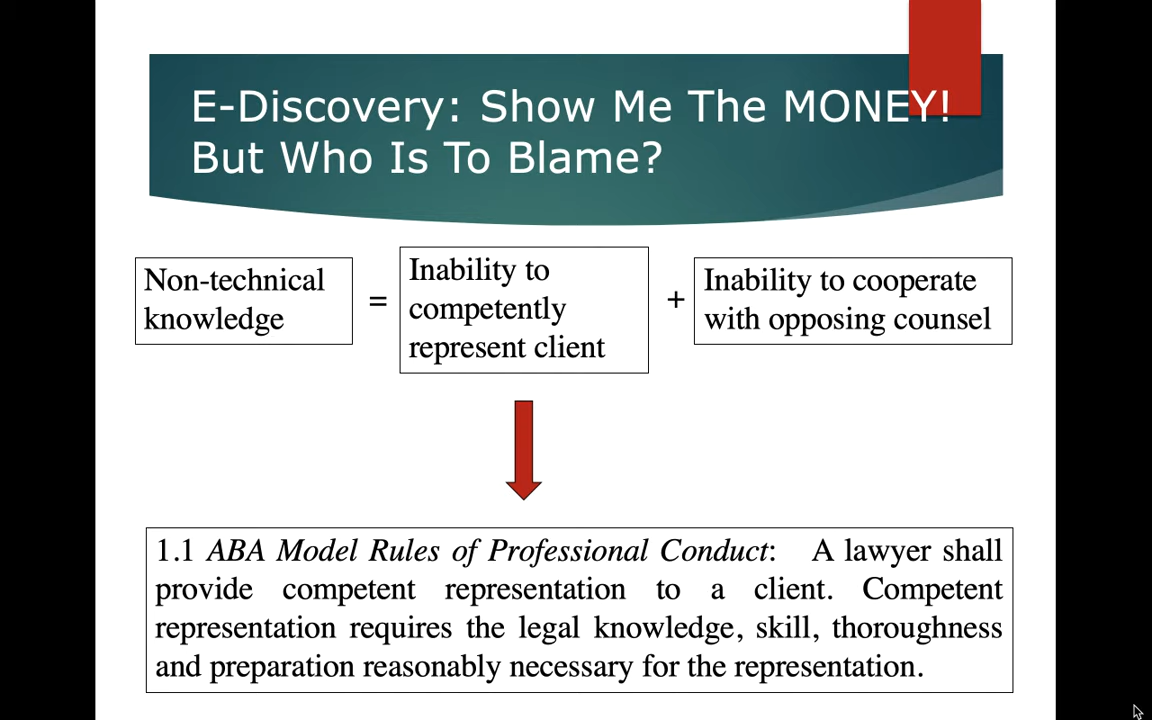 E-Discovery: Show Me The MONEY!
But Who Is To Blame?
Non-technical
knowledge
=
Inability to
competently
represent client
+
Inability to cooperate
with opposing counsel
1.1 ABA Model Rules of Professional Conduct: A lawyer shall
provide competent representation to a client. Competent
representation requires the legal knowledge, skill, thoroughness
and preparation reasonably necessary for the representation.